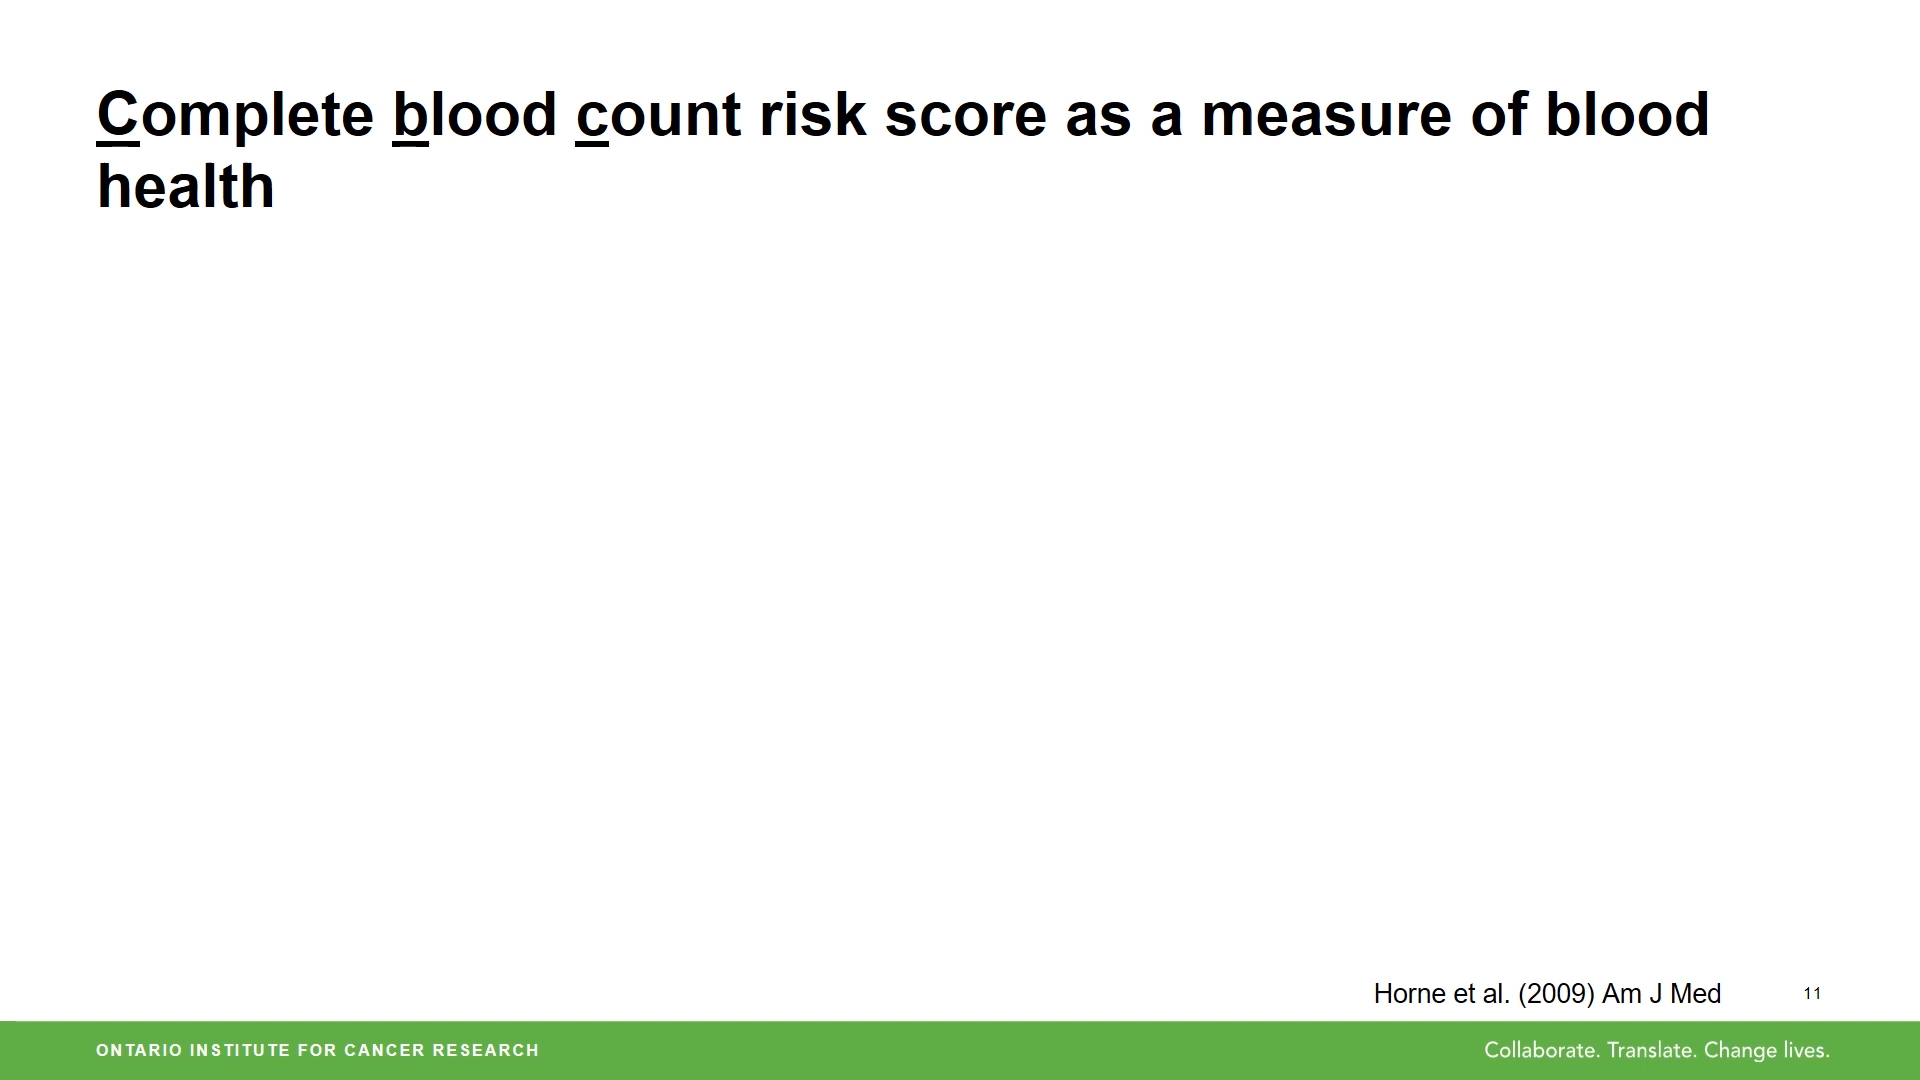 Complete blood count risk score as a measure of blood
health
Horne et al. (2009) Am J Med
11
ONTARIO INSTITUTE FOR CANCER RESEARCH
Collaborate. Translate. Change lives.